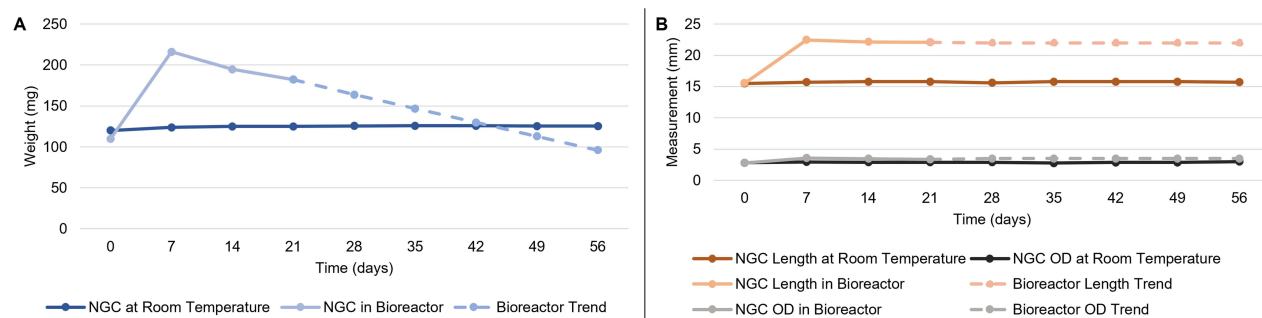 A
250
200
150
100
50
0
Weight (mg)
0 7 14 21 28 35 42 49 56
Time (days)
NGC at Room Temperature NGC in Bioreactor Bioreactor Trend
B
25
20
15
10
5
0
Measurement (mm)
0 7 14 21 28 35 42 49 56
Time (days)
NGC Length at Room Temperature NGC OD at Room Temperature
NGC Length in Bioreactor Bioreactor Length Trend
NGC OD in Bioreactor Bioreactor OD Trend